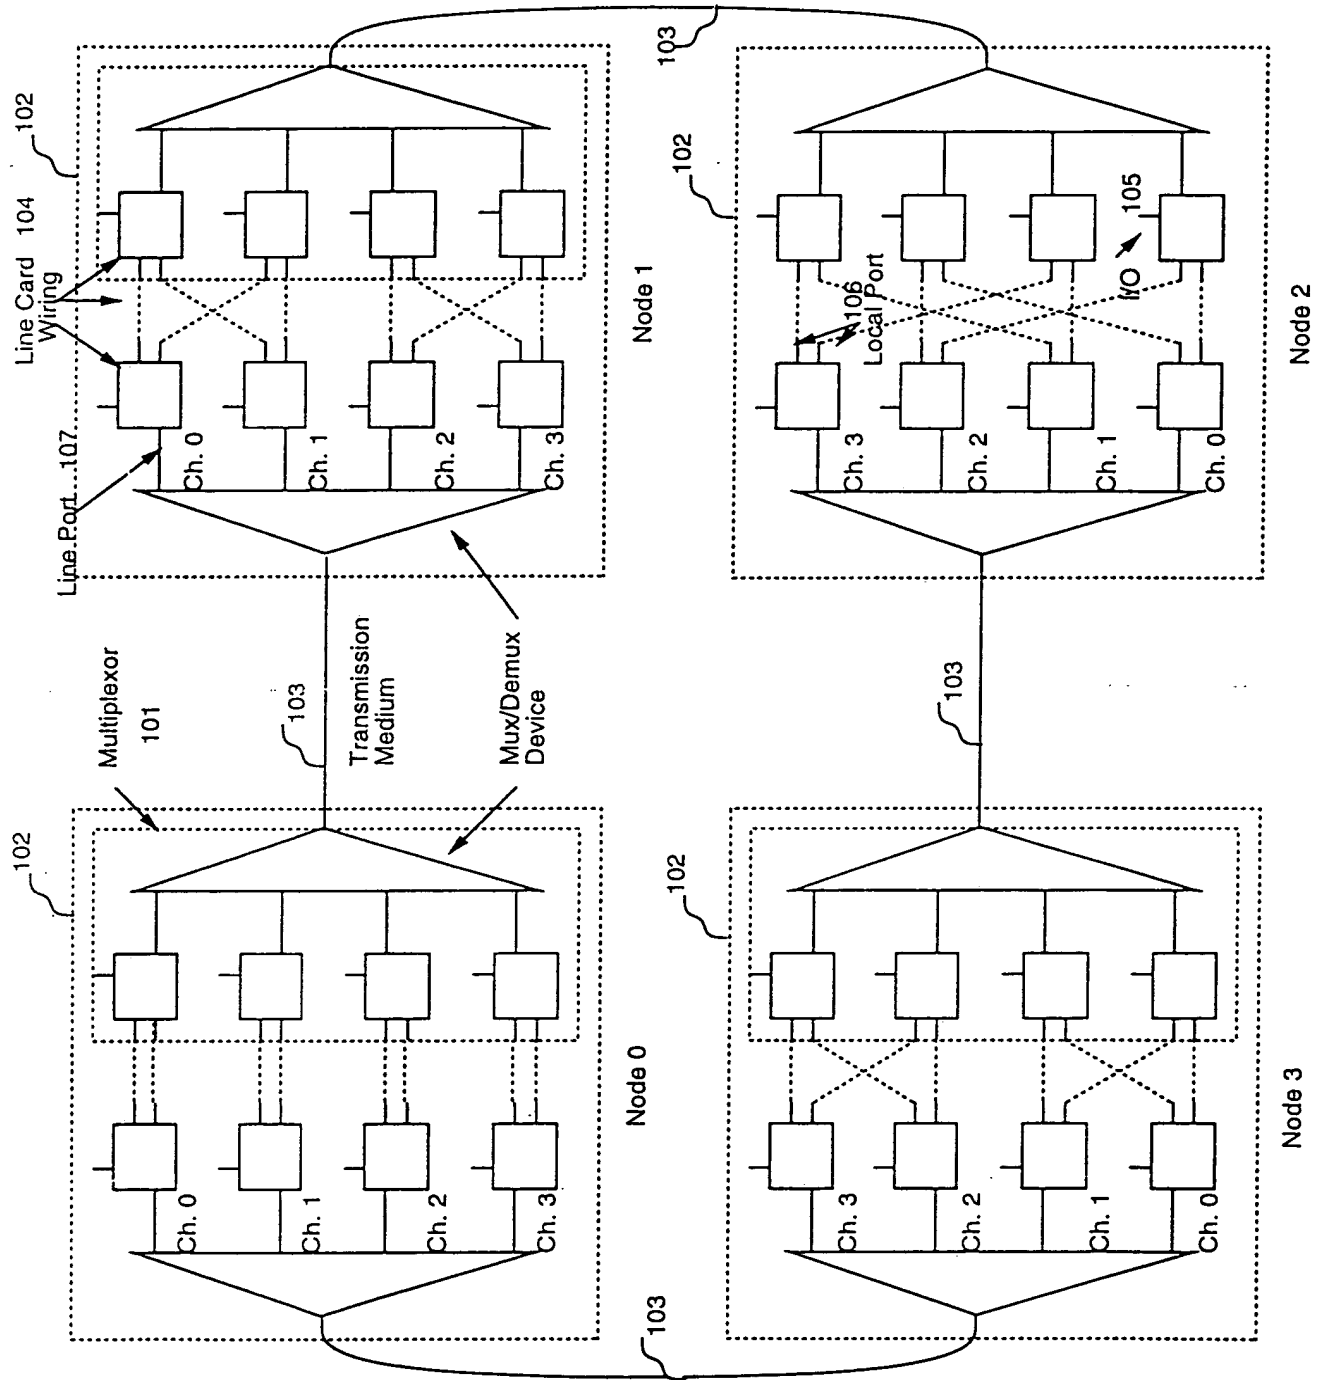 102
Multiplexor
101
Line Port 107
Line Card 104
Wiring
102
Ch. 0
Ch. 1
Ch. 2
Ch. 3
Node 0
103
Transmission
Medium
Mux/Demux
Device
Ch. 0
Ch. 1
Ch. 2
Ch. 3
Node 1
103
103
102
Ch. 3
Ch. 2
Ch. 1
Ch. 0
Node 3
103
102
106
Local Port
I/O
105
Ch. 3
Ch. 2
Ch. 1
Ch. 0
Node 2